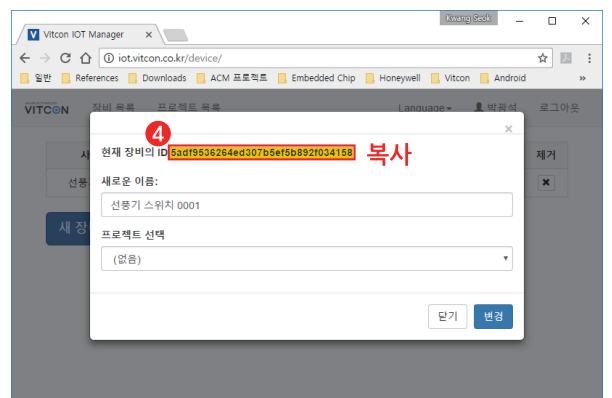 Kwang Seok
Vitcon IOT Manager
iot.vitcon.co.kr/device/
일반 References Downloads ACM 프로젝트 Embedded Chip Honeywell Vitcon Android »
VITCON 장비 목록 프로젝트 목록 Language 박광석 로그아웃
×
4
현재 장비의 ID 5adf9536264ed307b5ef5b892f034158 복사
제거
선풍
새로운 이름:
선풍기 스위치 0001
새 장
프로젝트 선택
(없음)
닫기 변경